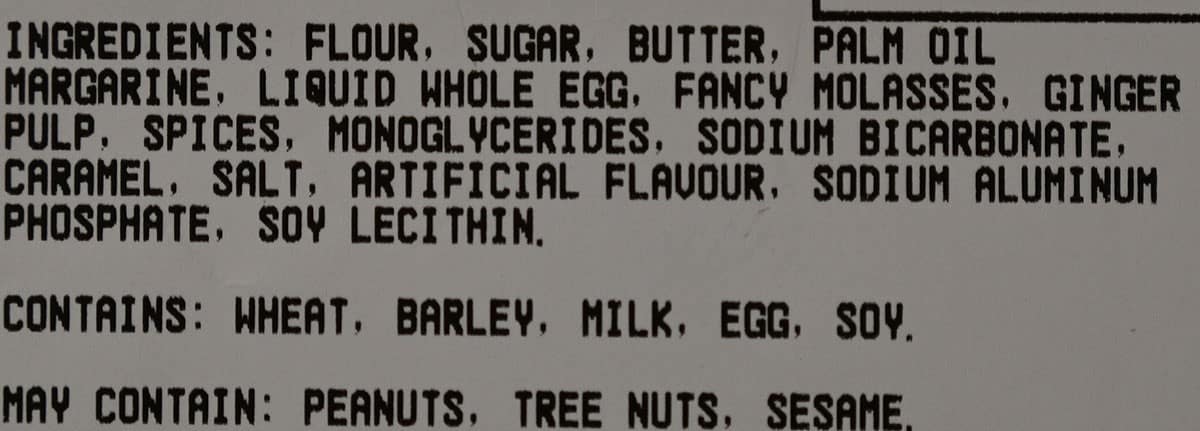 INGREDIENTS: FLOUR, SUGAR, BUTTER, PALM OIL
MARGARINE, LIQUID WHOLE EGG, FANCY MOLASSES, GINGER
PULP, SPICES, MONOGLYCERIDES, SODIUM BICARBONATE,
CARAMEL, SALT, ARTIFICIAL FLAVOUR, SODIUM ALUMINUM
PHOSPHATE, SOY LECITHIN.
CONTAINS: WHEAT, BARLEY, MILK, EGG, SOY.
MAY CONTAIN: PEANUTS, TREE NUTS, SESAME.